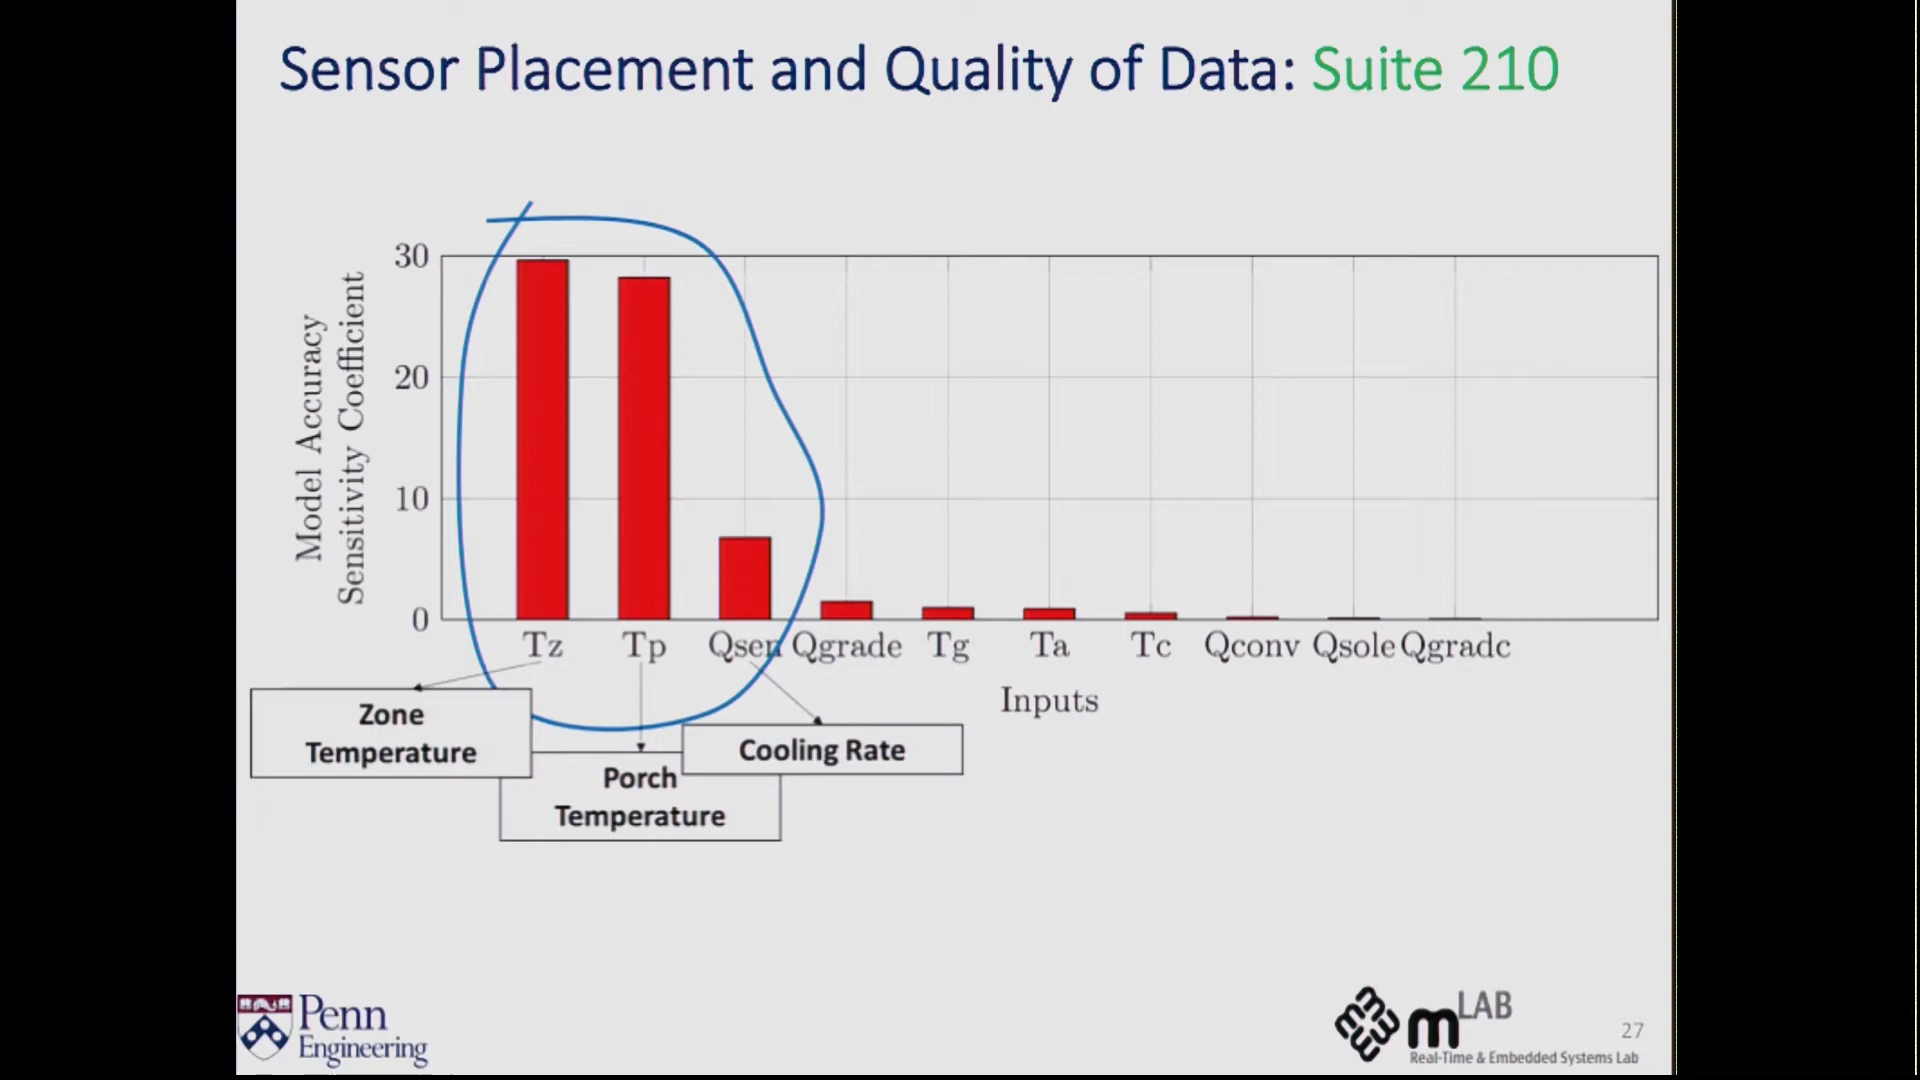 Sensor Placement and Quality of Data: Suite 210
Model Accuracy
Sensitivity Coefficient
30
20
10
0
Tz Tp Qsen Qgrade Tg Ta Tc Qconv Qsole Qgradc
Inputs
Zone
Temperature
Cooling Rate
Porch
Temperature
Penn
Engineering
mLAB
Real-Time & Embedded Systems Lab
27